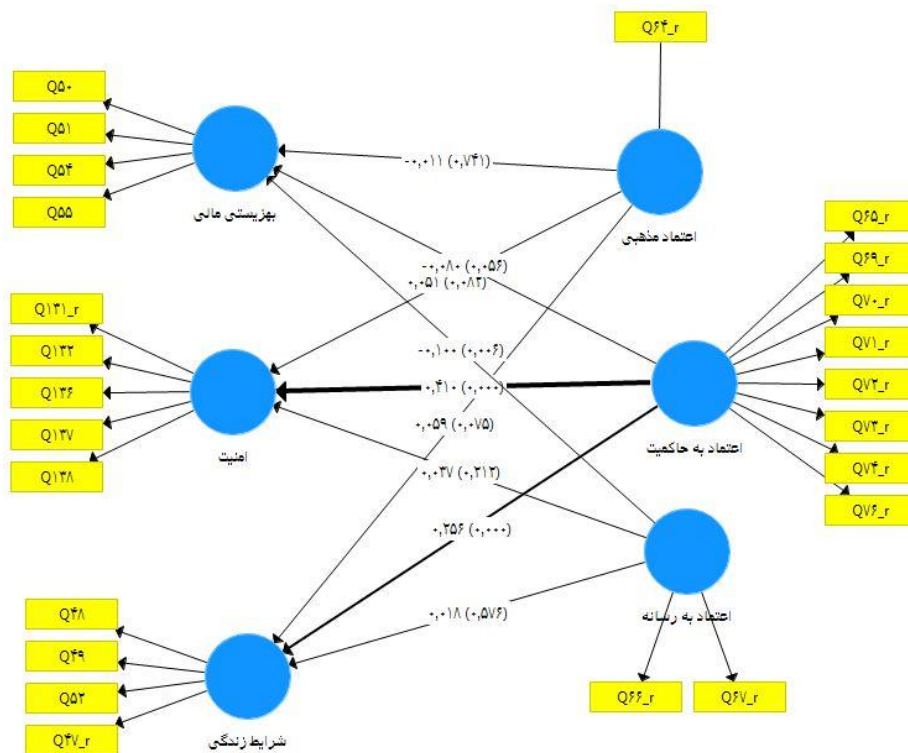 Q۶۴_r
Q۵۰
Q۵۱
Q۵۴
Q۵۵
بهزیستی مالی
-۰,۰۱۱ (۰,۷۴۱)
اعتماد مذهبی
Q۶۵_r
Q۶۹_r
Q۷۰_r
Q۷۱_r
Q۷۲_r
Q۷۳_r
Q۷۴_r
Q۷۶_r
-۰,۰۸۰ (۰,۰۵۶)
۰,۰۵۱ (۰,۰۸۲)
Q۱۳۱_r
Q۱۳۲
Q۱۳۶
Q۱۳۷
Q۱۳۸
امنیت
-۰,۱۰۰ (۰,۰۰۶)
۰,۴۱۰ (۰,۰۰۰)
۰,۰۵۹ (۰,۰۷۵)
اعتماد به حاکمیت
۰,۰۳۷ (۰,۲۱۲)
۰,۲۵۶ (۰,۰۰۰)
۰,۰۱۸ (۰,۵۷۶)
اعتماد به رسانه
Q۴۸
Q۴۹
Q۵۲
Q۴۷_r
شرایط زندگی
Q۶۶_r
Q۶۷_r